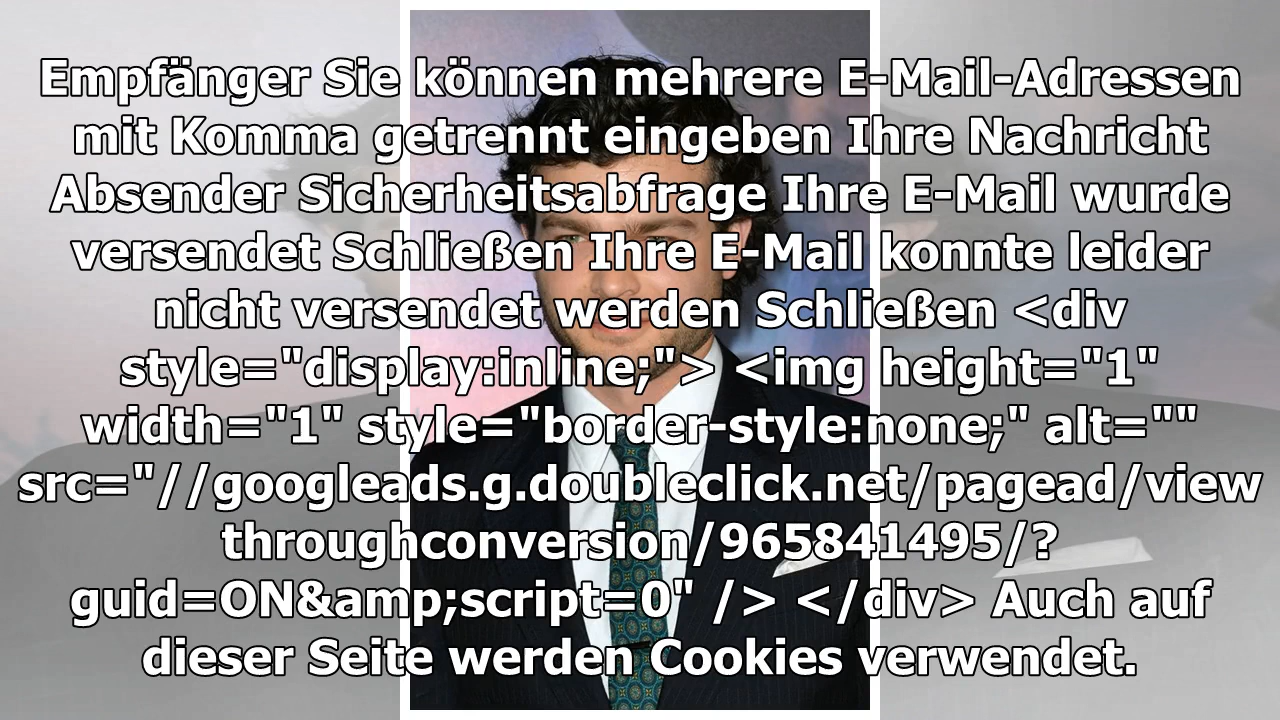 Empfänger Sie können mehrere E-Mail-Adressen
mit Komma getrennt eingeben Ihre Nachricht
Absender Sicherheitsabfrage Ihre E-Mail wurde
versendet Schließen Ihre E-Mail konnte leider
nicht versendet werden Schließen <div
style="display:inline;"> <img height="1"
width="1" style="border-style:none;" alt=""
src="//googleads.g.doubleclick.net/pagead/view
throughconversion/965841495/?
guid=ON&amp;script=0" /> </div> Auch auf
dieser Seite werden Cookies verwendet.